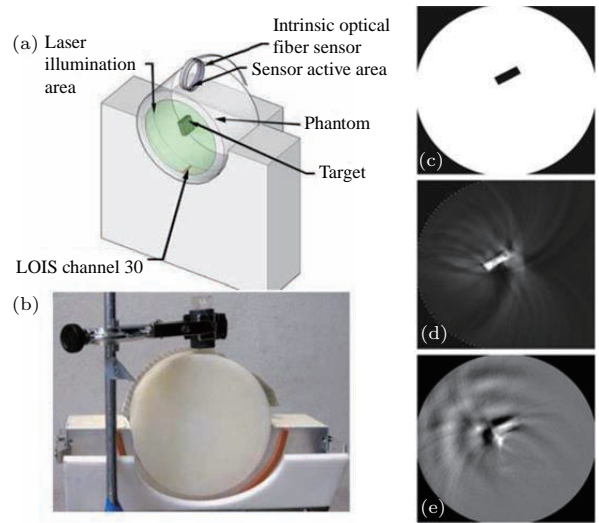 (a)
Laser
illumination
area
Intrinsic optical
fiber sensor
Sensor active area
Phantom
Target
LOIS channel 30
(b)
(c)
(d)
(e)